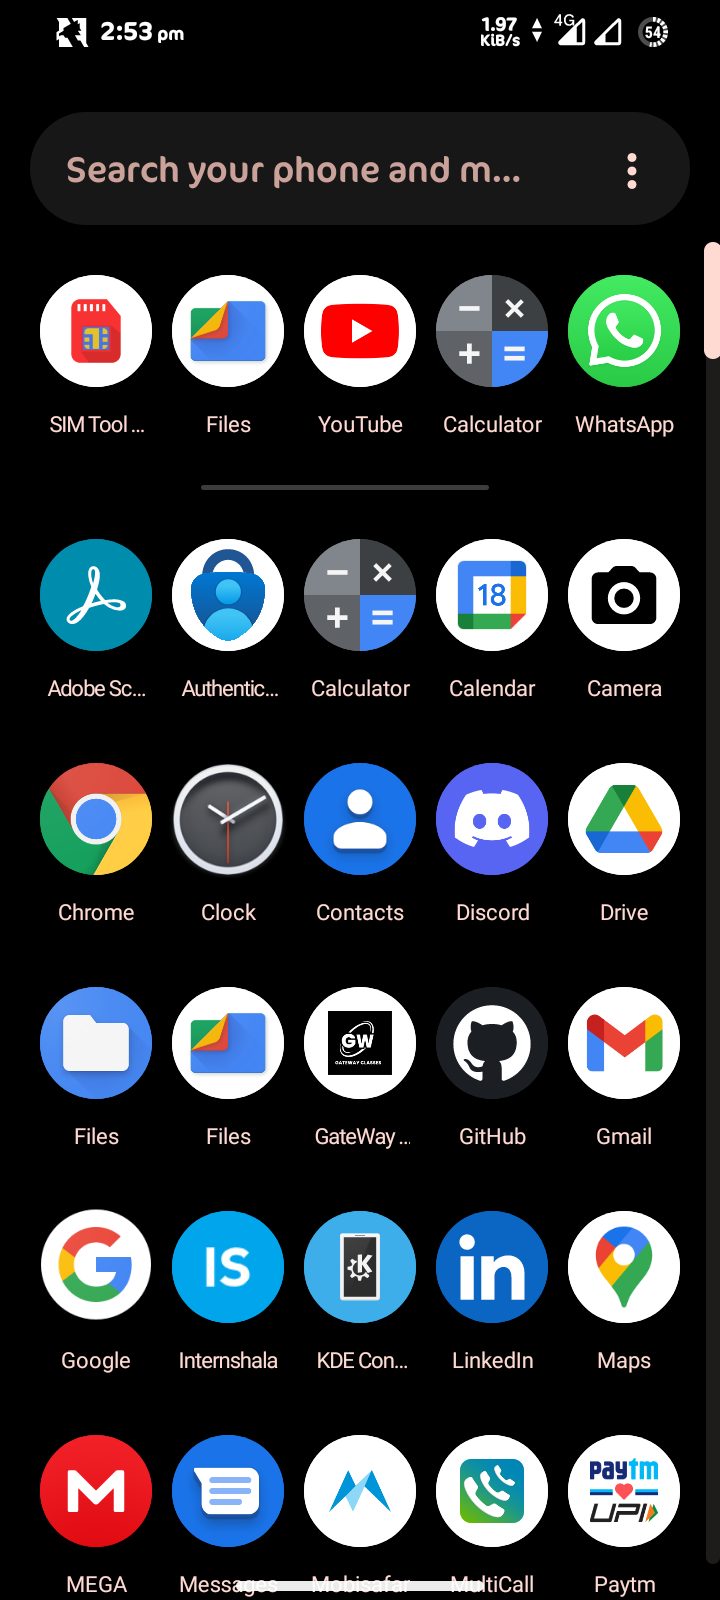 2:53 pm
1.97
KiB/s
4G
54
Search your phone and m...
SIM Tool ...
Files
YouTube
Calculator
WhatsApp
18
Adobe Sc...
Authentic...
Calculator
Calendar
Camera
Chrome
Clock
Contacts
Discord
Drive
GW
GATEWAY CLASSES
Files
Files
GateWay ...
GitHub
Gmail
G
IS
K
in
Google
Internshala
KDE Con...
LinkedIn
Maps
M
paytm
UPI
MEGA
Messages
Mobisafar
MultiCall
Paytm